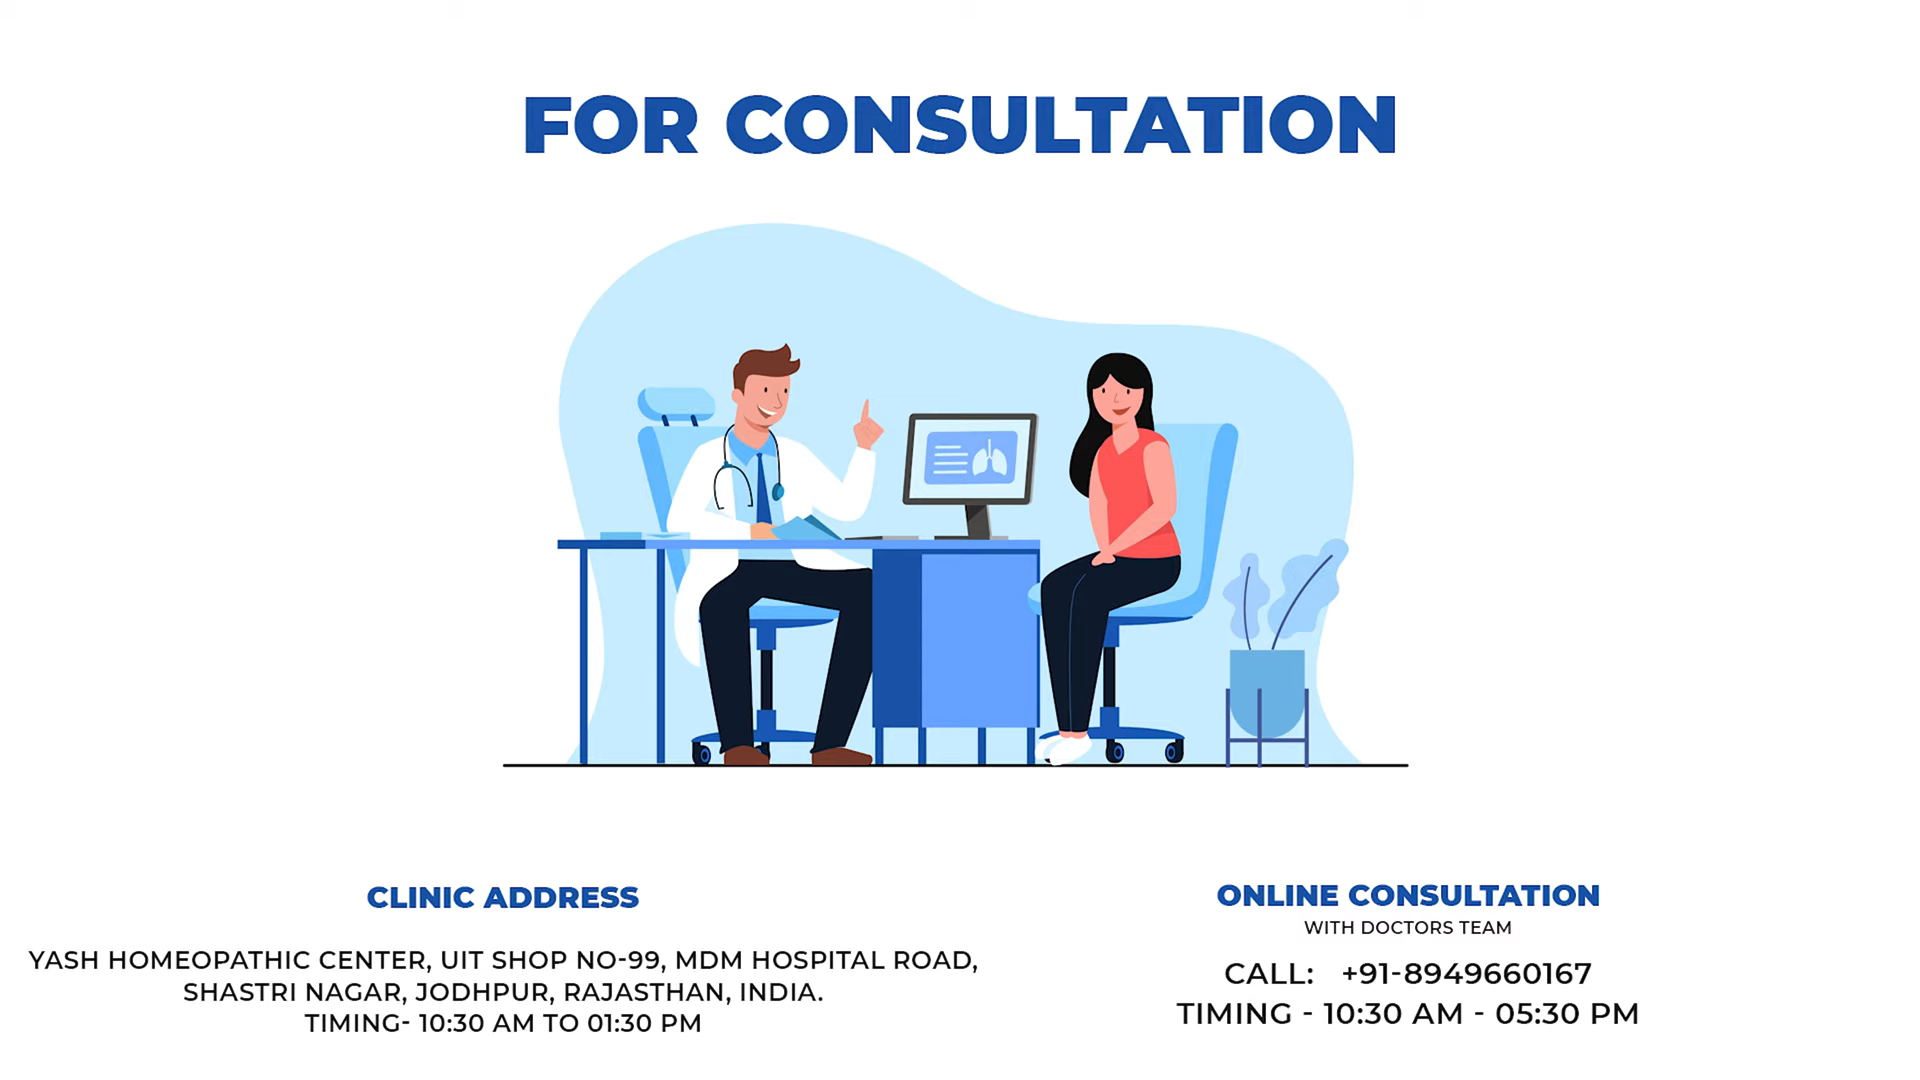 FOR CONSULTATION
CLINIC ADDRESS
YASH HOMEOPATHIC CENTER, UIT SHOP NO-99, MDM HOSPITAL ROAD,
SHASTRI NAGAR, JODHPUR, RAJASTHAN, INDIA.
TIMING- 10:30 AM TO 01:30 PM
ONLINE CONSULTATION
WITH DOCTORS TEAM
CALL: +91-8949660167
TIMING - 10:30 AM - 05:30 PM